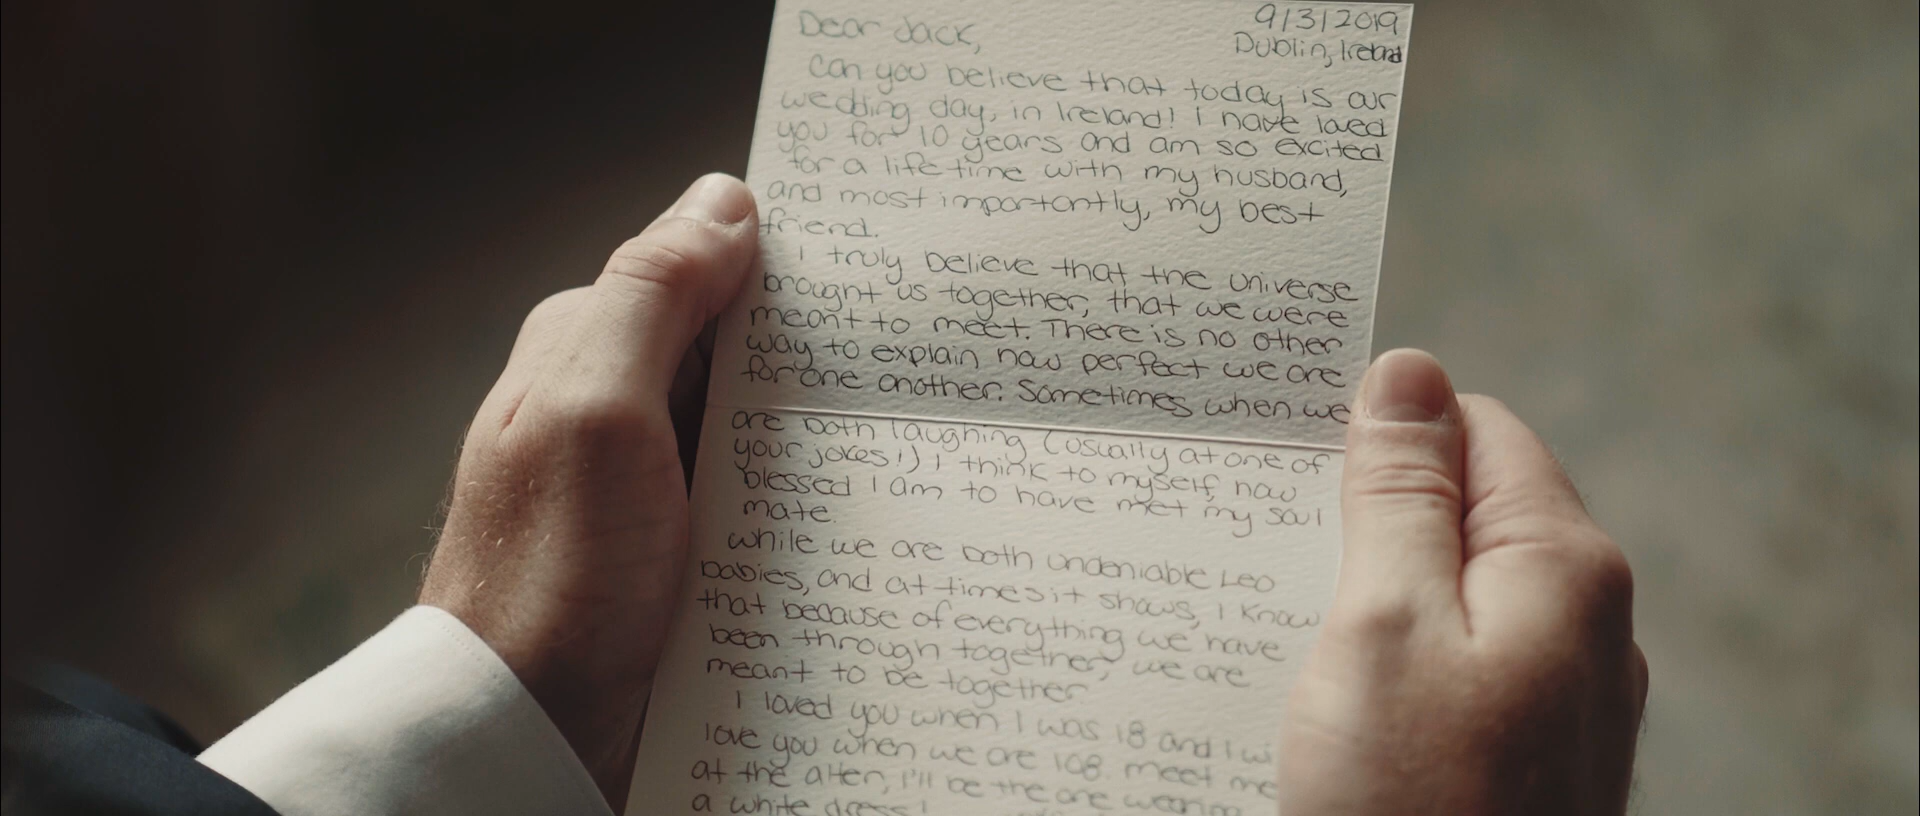 9/3/2019
Dublin, Ireland
Dear Jack,
Can you believe that today is our
wedding day, in Ireland! I have loved
you for 10 years and am so excited
for a life time with my husband,
and most importantly, my best
friend.
I truly believe that the universe
brought us together, that we were
meant to meet. There is no other
way to explain how perfect we are
for one another. Sometimes when we
are both laughing (usually at one of
your jokes!) I think to myself, how
blessed I am to have met my soul
mate.
while we are both undeniable Leo
babies, and at times it shows, I know
that because of everything we have
been through together, we are
meant to be together.
I loved you when I was 18 and I wi
love you when we are 108. meet me
at the alter, I'll be the one wearing
a white dress!